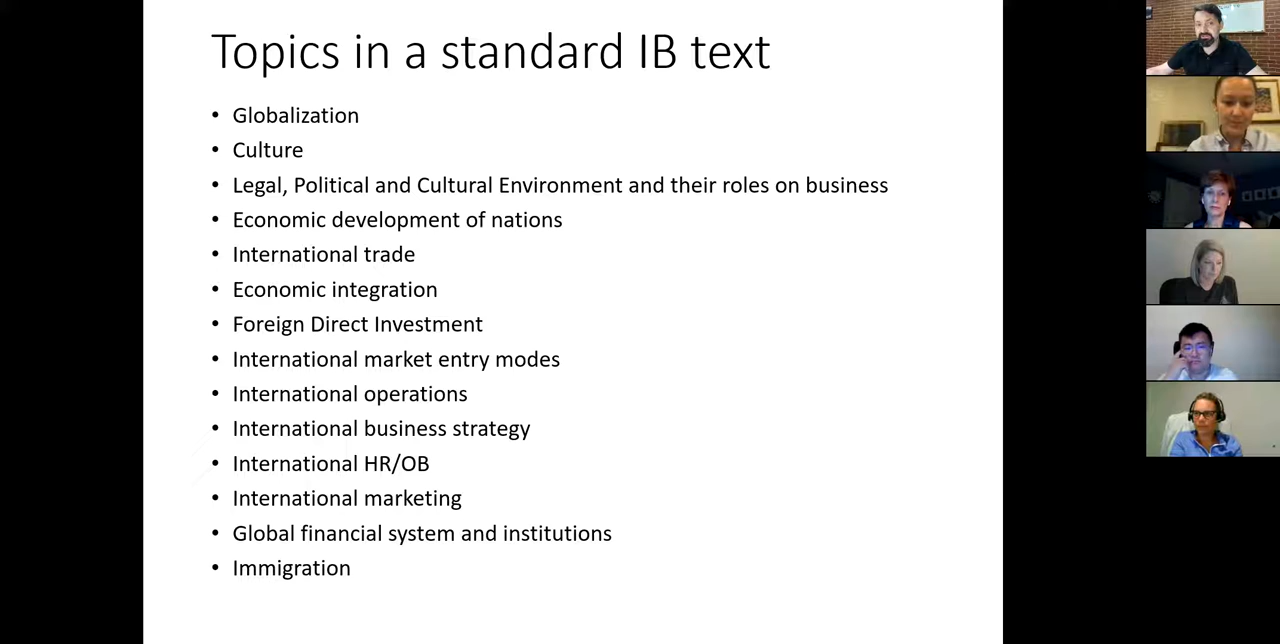 Topics in a standard IB text
• Globalization
• Culture
• Legal, Political and Cultural Environment and their roles on business
• Economic development of nations
• International trade
• Economic integration
• Foreign Direct Investment
• International market entry modes
• International operations
• International business strategy
• International HR/OB
• International marketing
• Global financial system and institutions
• Immigration